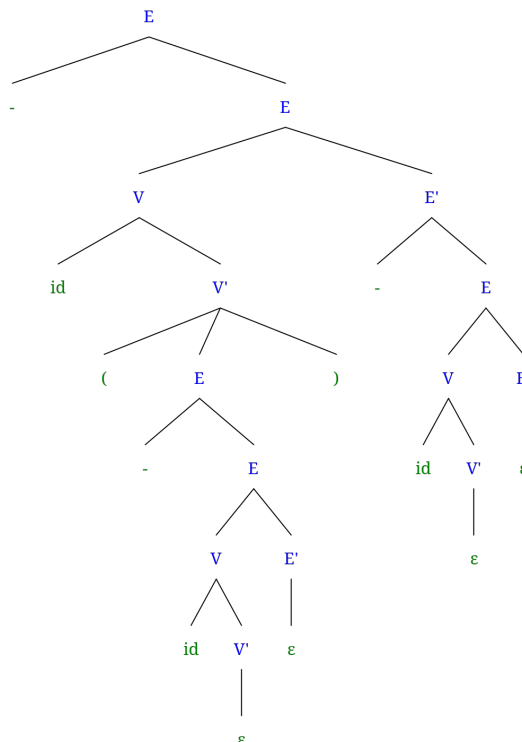 E
- E
V E'
id V' - E
( E ) V
- E id V'
V E' ε
id V' ε
ε